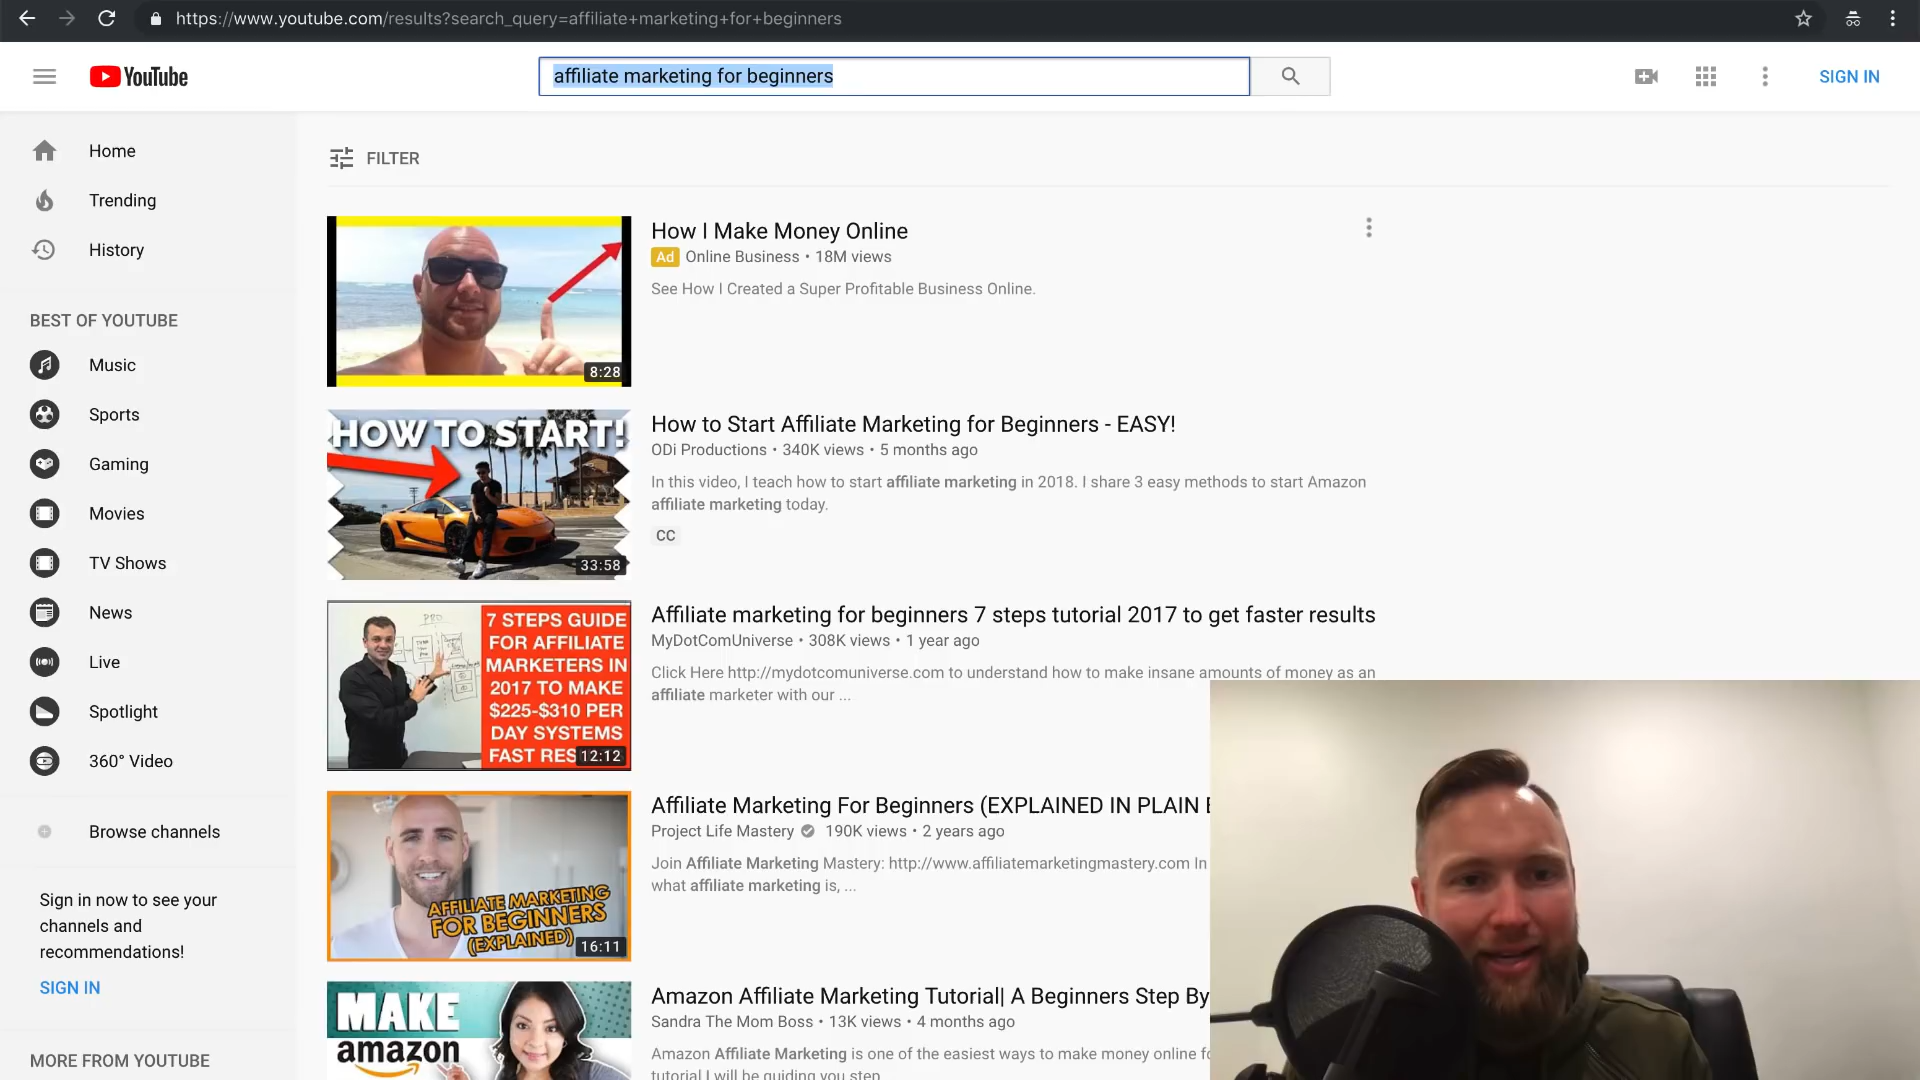 https://www.youtube.com/results?search_query=affiliate+marketing+for+beginners
YouTube
affiliate marketing for beginners
SIGN IN
Home
Trending
History
BEST OF YOUTUBE
Music
Sports
Gaming
Movies
TV Shows
News
Live
Spotlight
360° Video
Browse channels
Sign in now to see your
channels and
recommendations!
SIGN IN
MORE FROM YOUTUBE
FILTER
8:28
How I Make Money Online
Ad Online Business • 18M views
See How I Created a Super Profitable Business Online.
HOW TO START!
33:58
How to Start Affiliate Marketing for Beginners - EASY!
ODi Productions • 340K views • 5 months ago
In this video, I teach how to start affiliate marketing in 2018. I share 3 easy methods to start Amazon
affiliate marketing today.
CC
PRO
7 STEPS GUIDE
FOR AFFILIATE
MARKETERS IN
2017 TO MAKE
$225-$310 PER
DAY SYSTEMS
FAST RES
12:12
Affiliate marketing for beginners 7 steps tutorial 2017 to get faster results
MyDotComUniverse • 308K views • 1 year ago
Click Here http://mydotcomuniverse.com to understand how to make insane amounts of money as an
affiliate marketer with our ...
AFFILIATE MARKETING
FOR BEGINNERS
(EXPLAINED)
16:11
Affiliate Marketing For Beginners (EXPLAINED IN PLAIN
Project Life Mastery 190K views • 2 years ago
Join Affiliate Marketing Mastery: http://www.affiliatemarketingmastery.com In
what affiliate marketing is, ...
MAKE
amazon
Amazon Affiliate Marketing Tutorial| A Beginners Step By
Sandra The Mom Boss • 13K views • 4 months ago
Amazon Affiliate Marketing is one of the easiest ways to make money online
tutorial I will be guiding you step